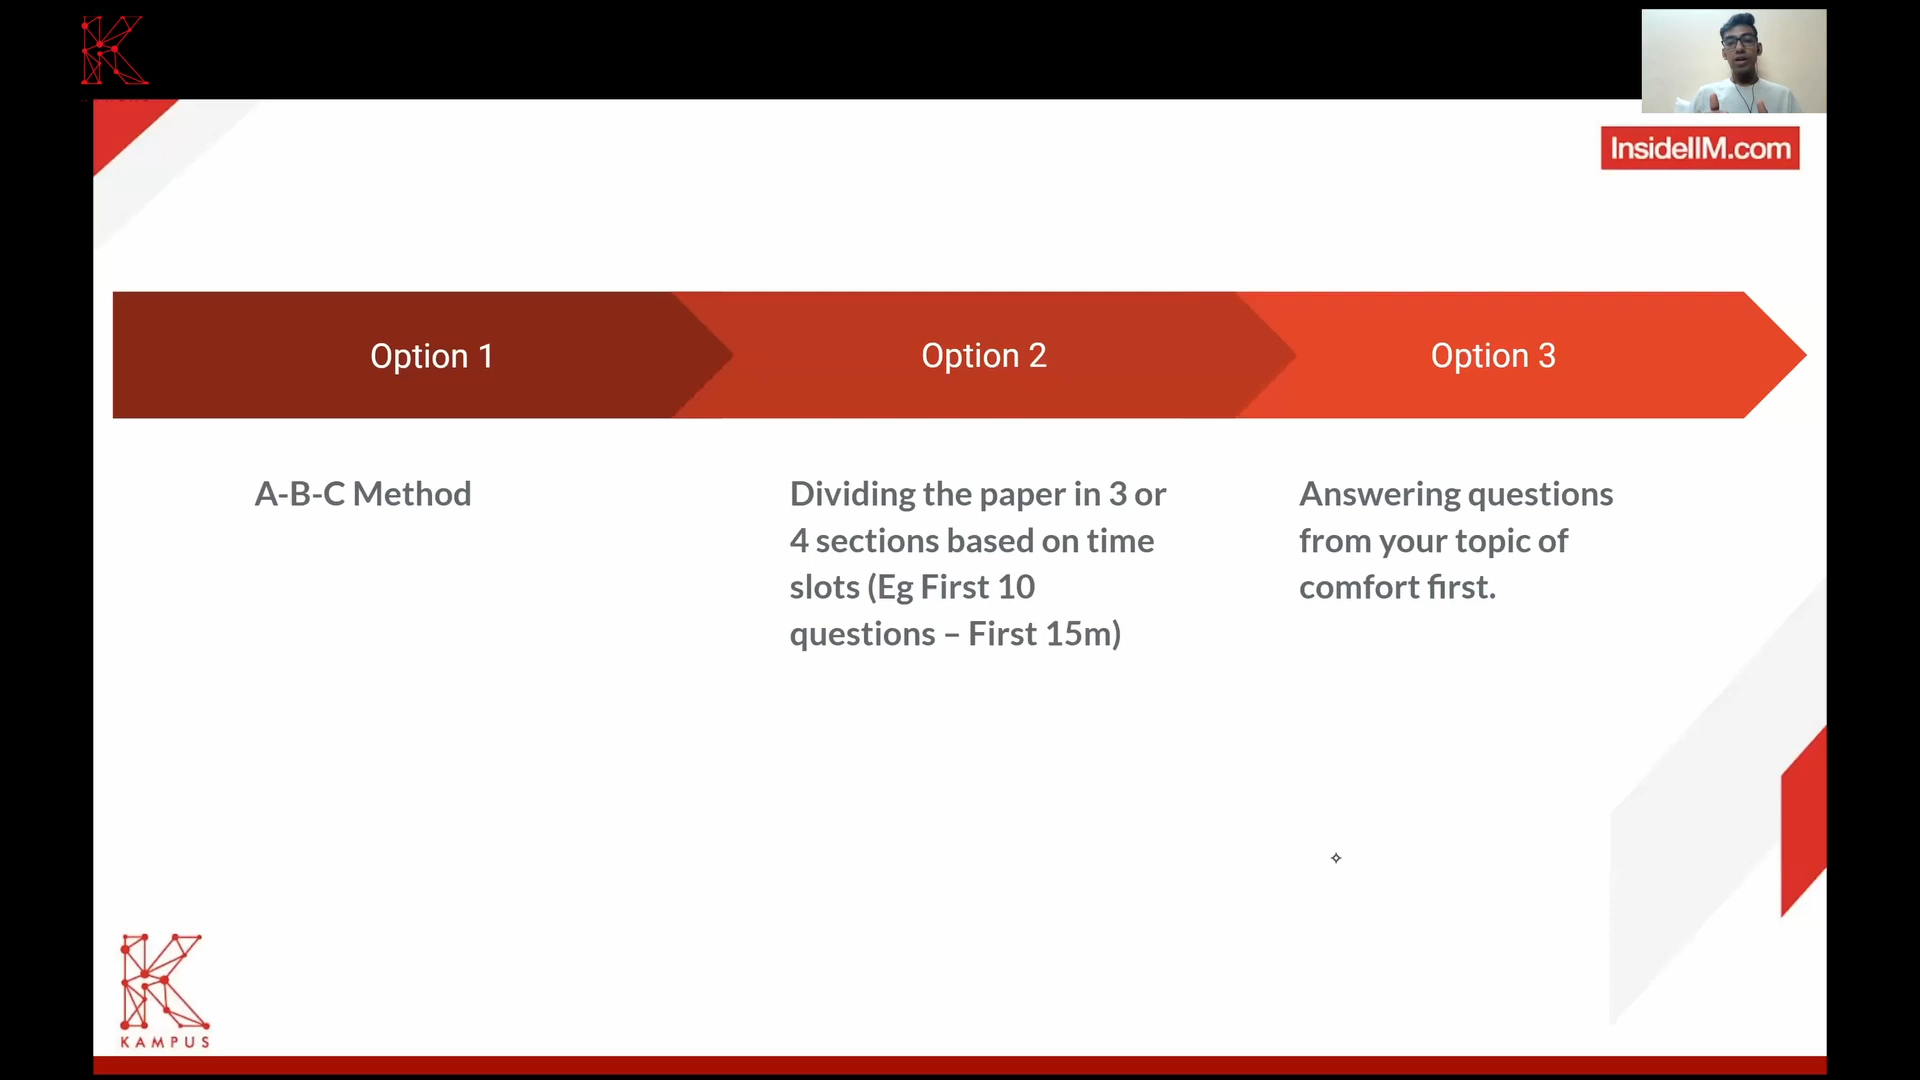 InsideIIM.com
Option 1
Option 2
Option 3
A-B-C Method
Dividing the paper in 3 or
4 sections based on time
slots (Eg First 10
questions – First 15m)
Answering questions
from your topic of
comfort first.
KAMPUS